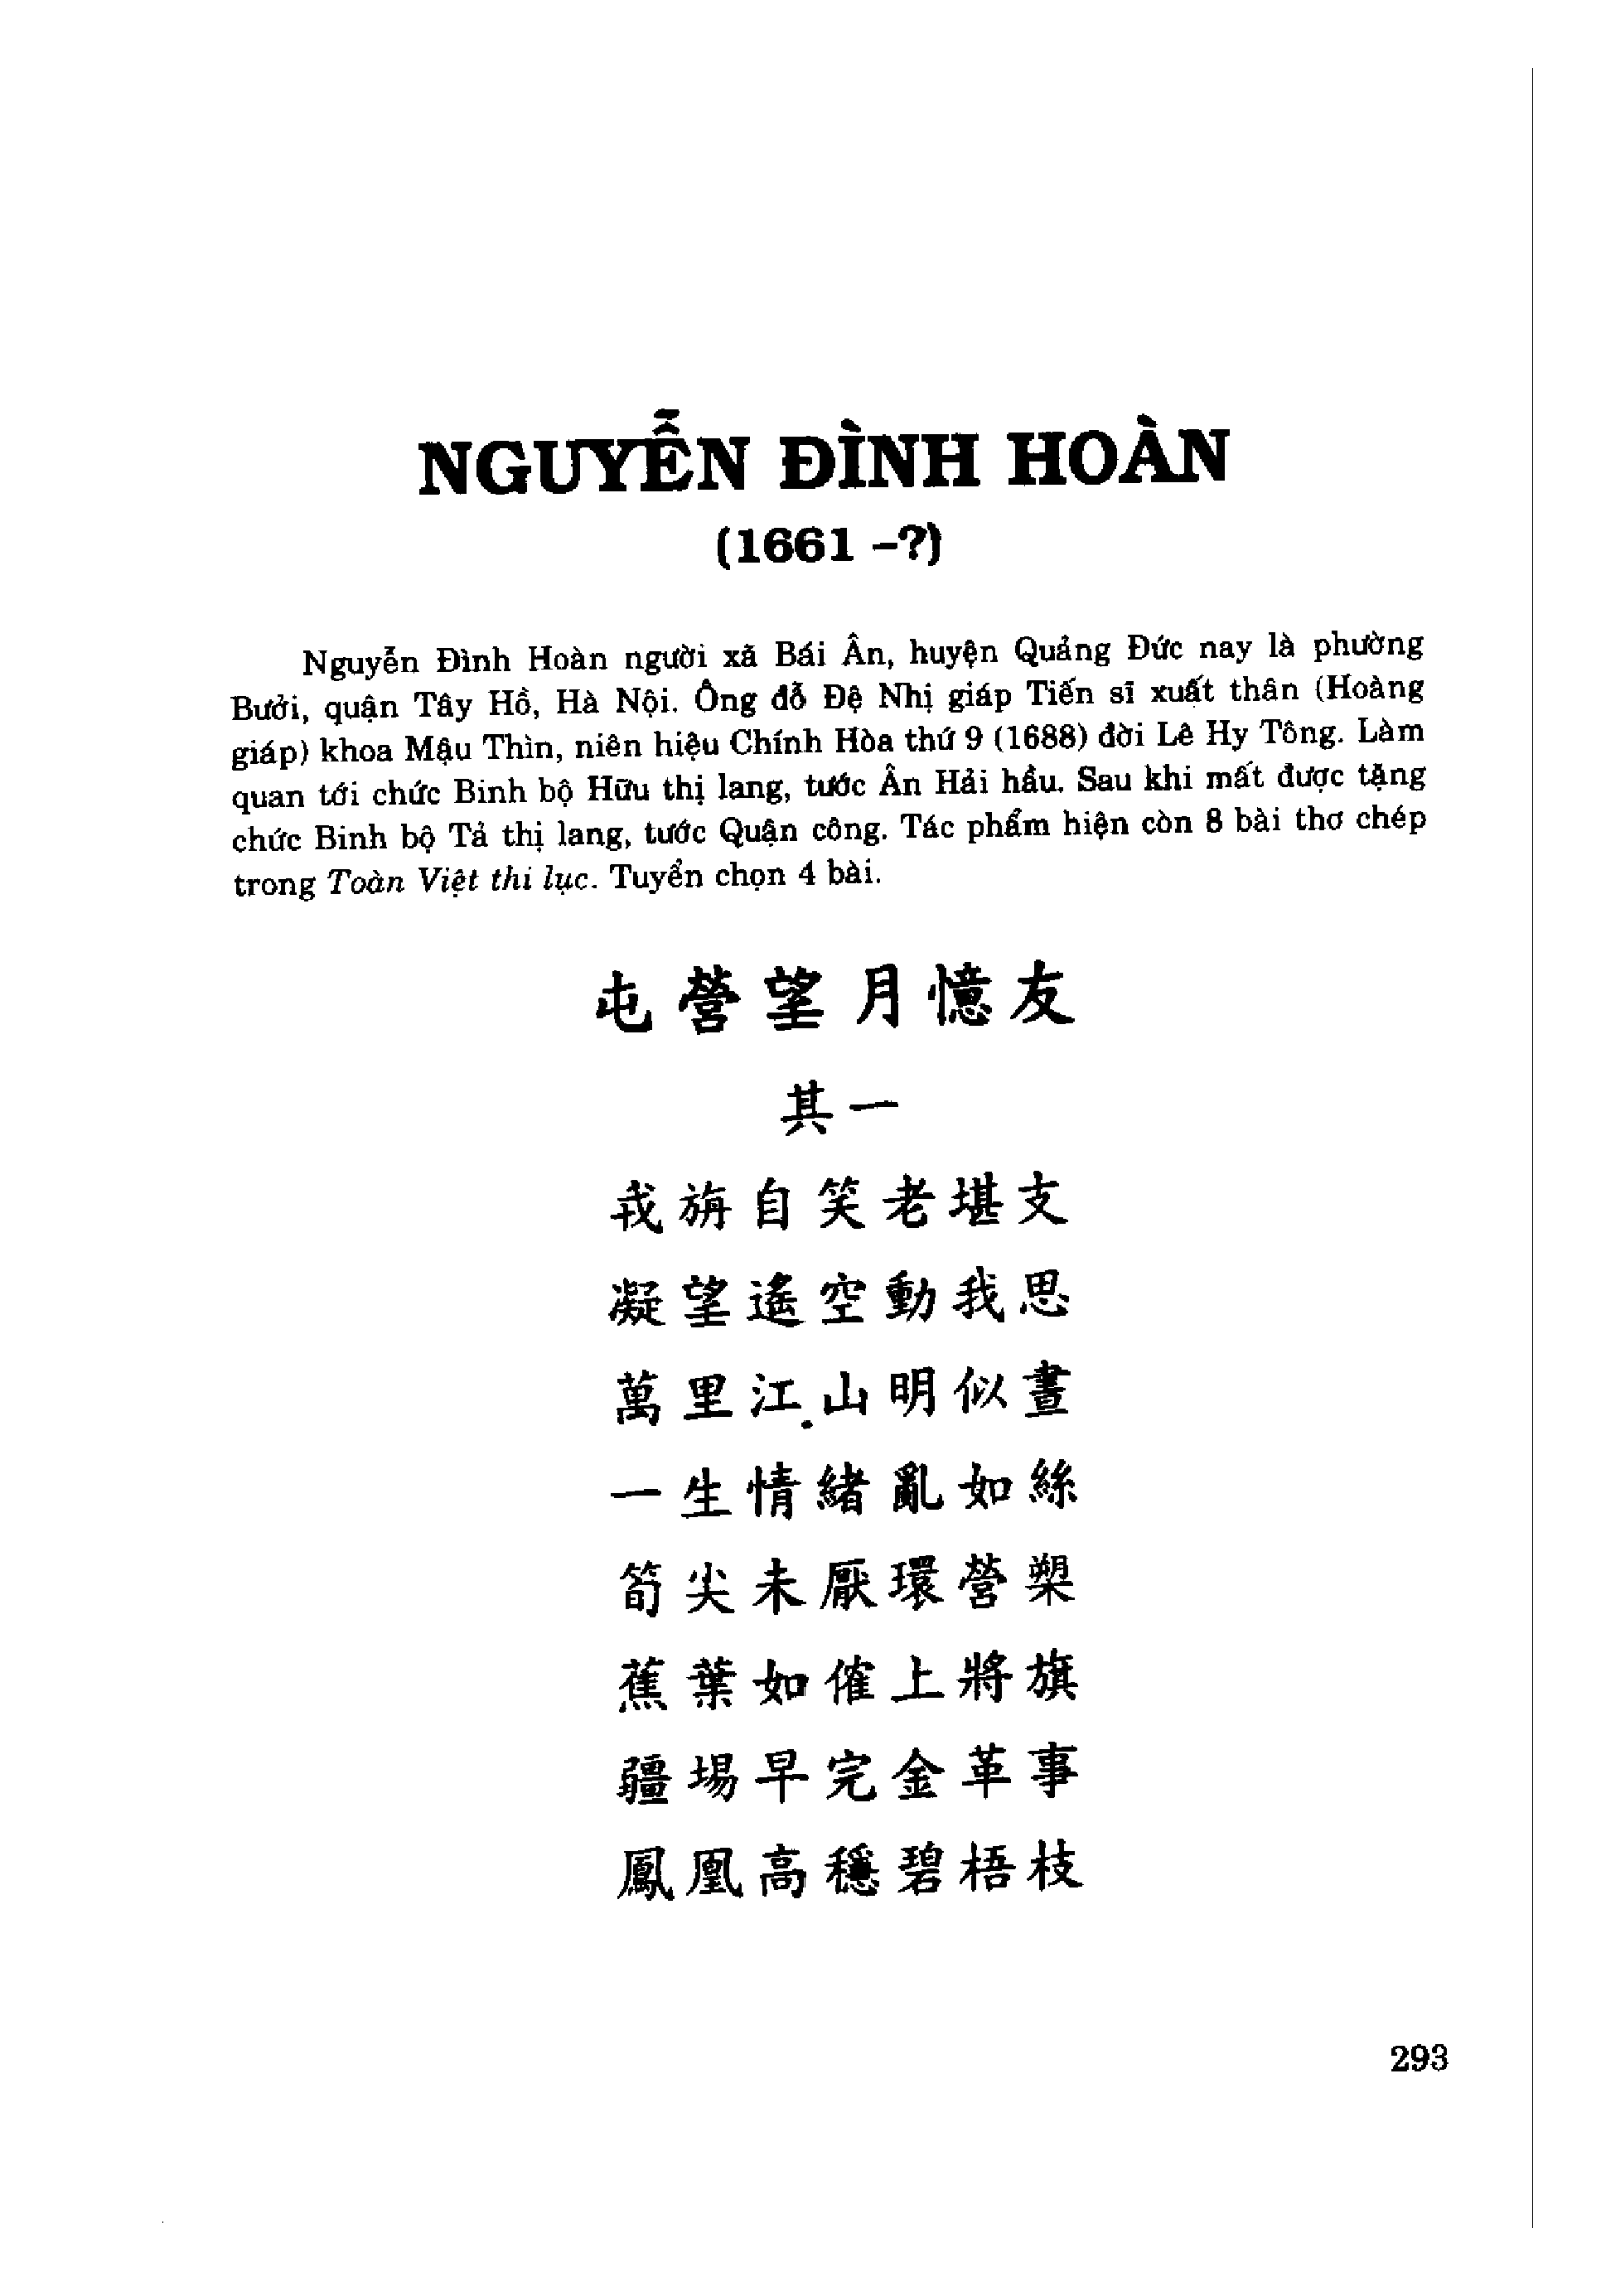 NGUYỄN ĐÌNH HOÀN
(1661 –?)
Nguyễn Đình Hoàn người xã Bái Ân, huyện Quảng Đức nay là phường
Bưởi, quận Tây Hồ, Hà Nội. Ông đỗ Đệ Nhị giáp Tiến sĩ xuất thân (Hoàng
giáp) khoa Mậu Thìn, niên hiệu Chính Hòa thứ 9 (1688) đời Lê Hy Tông. Làm
quan tới chức Binh bộ Hữu thị lang, tước Ân Hải hầu. Sau khi mất được tặng
chức Binh bộ Tả thị lang, tước Quận công. Tác phẩm hiện còn 8 bài thơ chép
trong Toàn Việt thi lục. Tuyển chọn 4 bài.
屯營望月憶友
其一
戎旃自笑老堪支
凝望遙空動我思
萬里江山明似晝
一生情緒亂如絲
筍尖未厭環營槊
蕉葉如催上將旗
疆埸早完金革事
鳳凰高穩碧梧枝
293